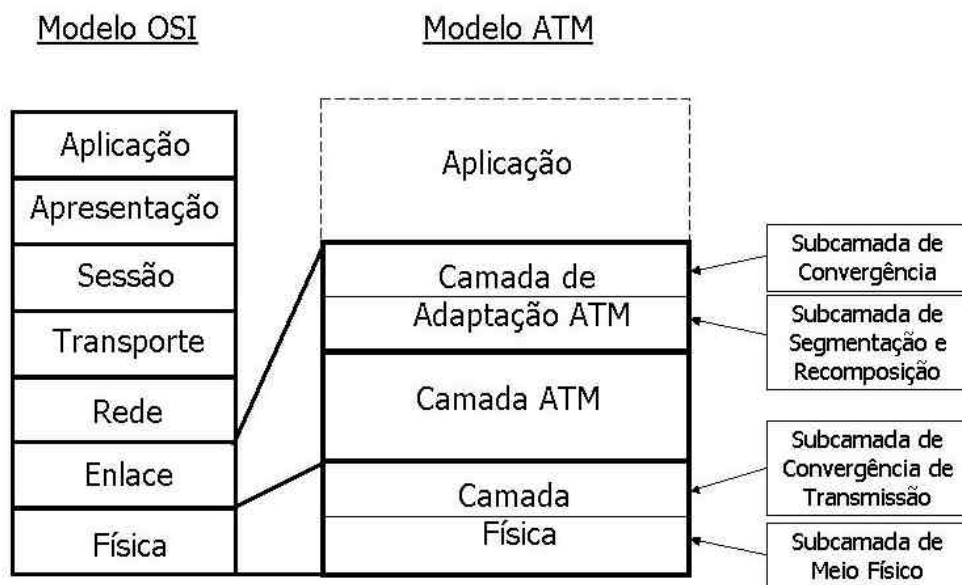 Modelo OSI
Modelo ATM
Aplicação
Apresentação
Sessão
Transporte
Rede
Enlace
Física
Aplicação
Camada de
Adaptação ATM
Camada ATM
Camada
Física
Subcamada de
Convergência
Subcamada de
Segmentação e
Recomposição
Subcamada de
Convergência de
Transmissão
Subcamada de
Meio Físico